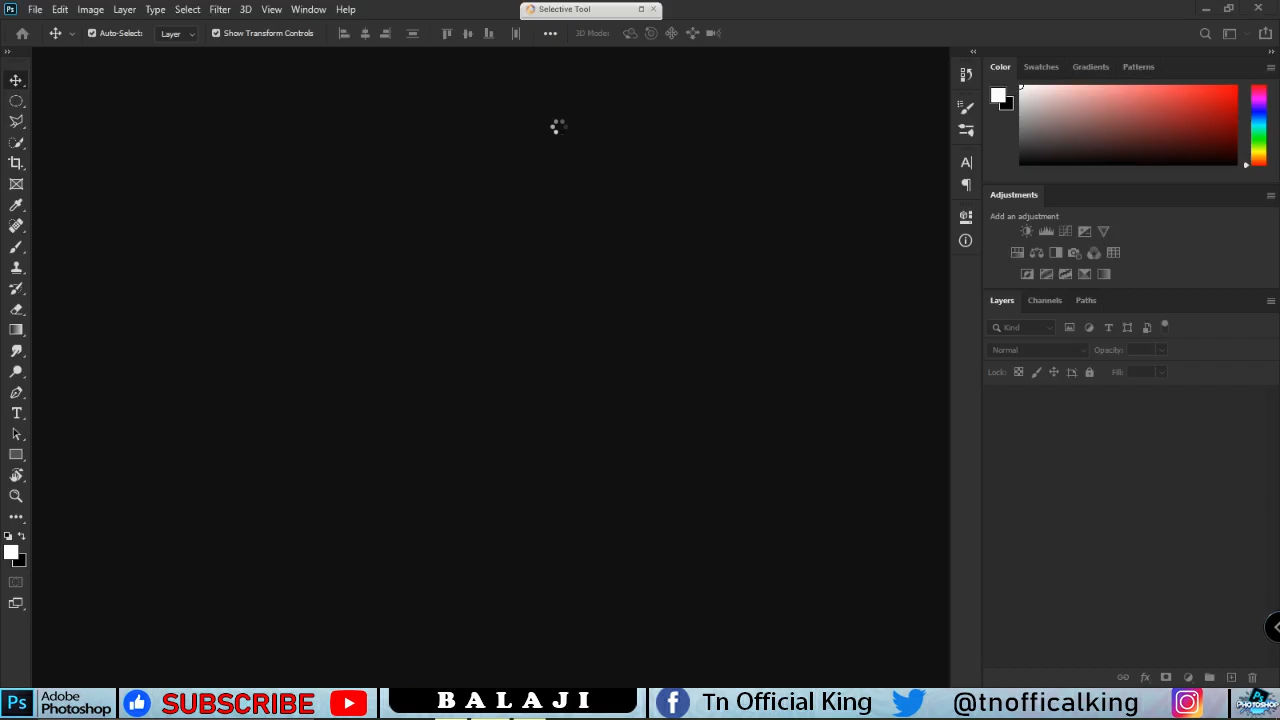 Ps File Edit Image Layer Type Select Filter 3D View Window Help
Selective Tool
Auto-Select: Layer Show Transform Controls 3D Mode:
Color Swatches Gradients Patterns
Adjustments
Add an adjustment
Layers Channels Paths
Kind
Normal Opacity:
Lock: Fill:
Ps Adobe Photoshop SUBSCRIBE BALAJI Tn Official King @tnofficalking